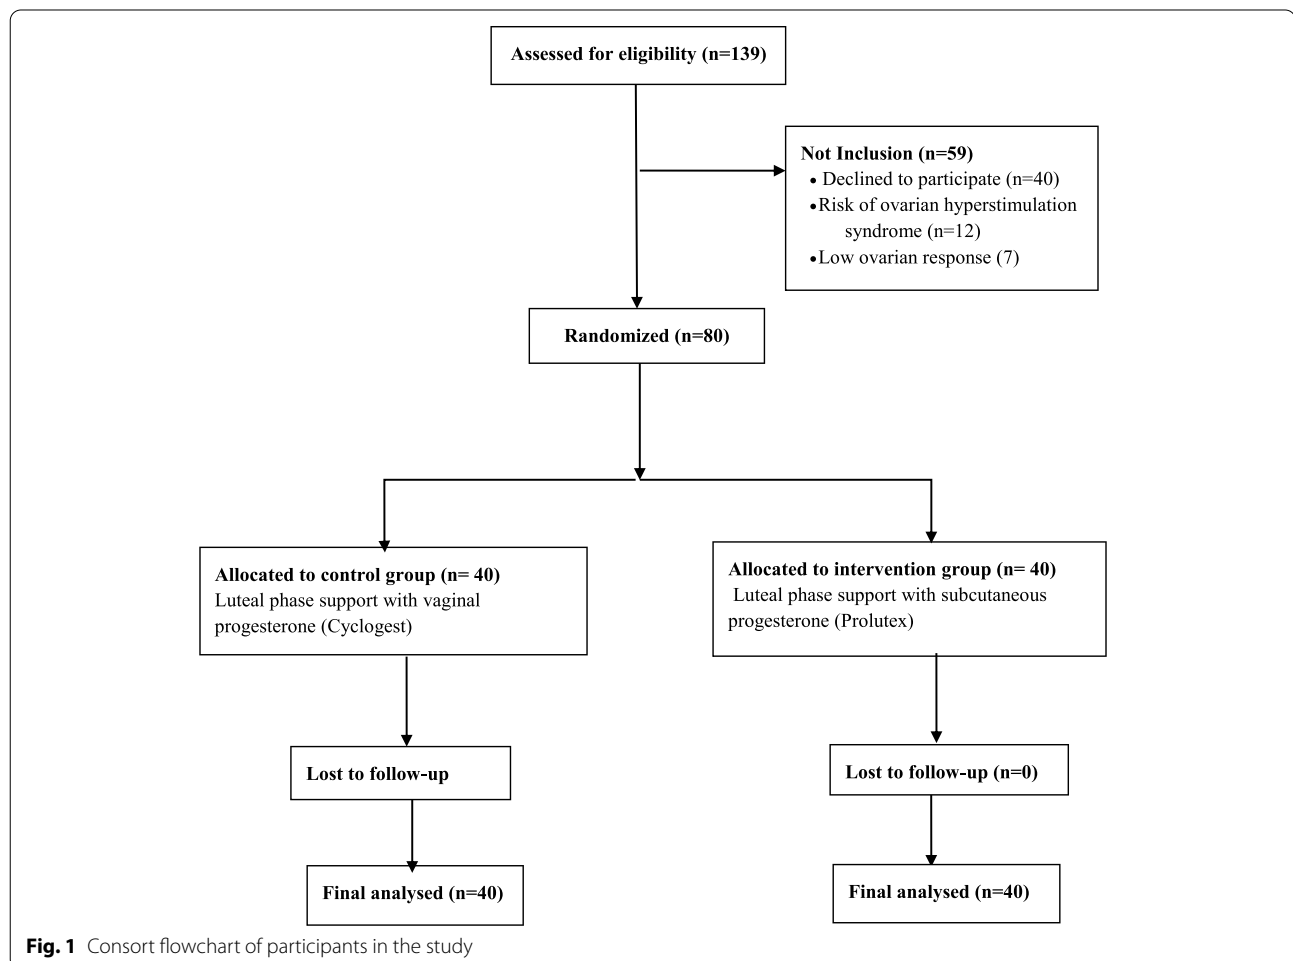 Assessed for eligibility (n=139)
Not Inclusion (n=59)
• Declined to participate (n=40)
•Risk of ovarian hyperstimulation
syndrome (n=12)
•Low ovarian response (7)
Randomized (n=80)
Allocated to control group (n= 40)
Luteal phase support with vaginal
progesterone (Cyclogest)
Allocated to intervention group (n= 40)
Luteal phase support with subcutaneous
progesterone (Prolutex)
Lost to follow-up
Lost to follow-up (n=0)
Final analysed (n=40)
Final analysed (n=40)
Fig. 1 Consort flowchart of participants in the study